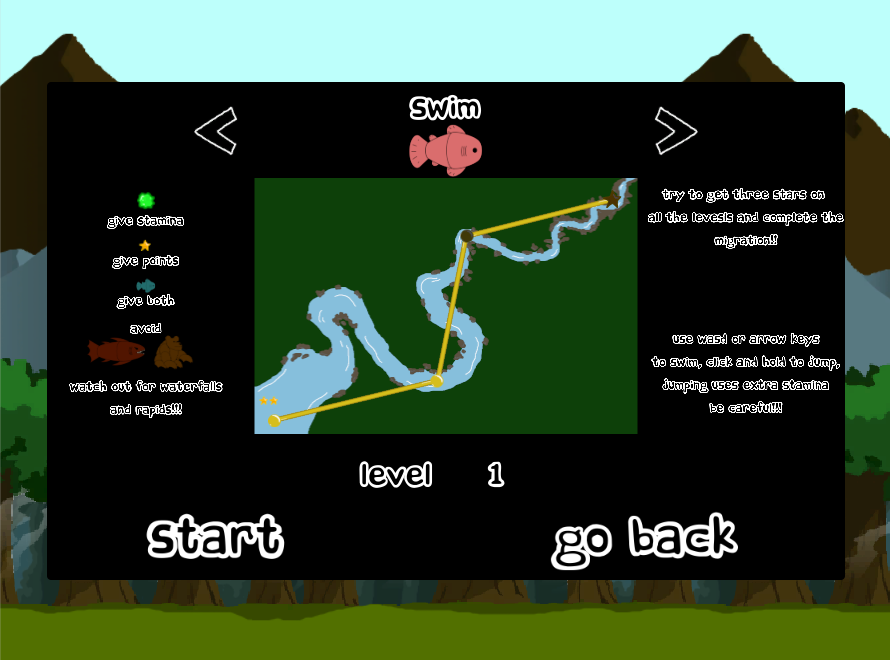 swim
give stamina
give points
give both
avoid
watch out for waterfalls
and rapids!!!
try to get three stars on
all the levesls and complete the
migration!!
use wasd or arrow keys
to swim, click and hold to jump,
jumping uses extra stamina
be careful!!!
level 1
start
go back